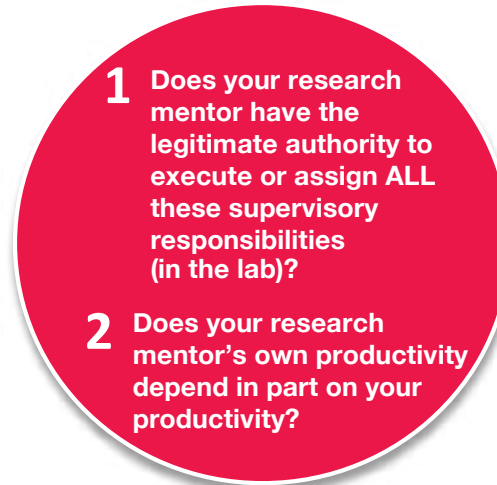 1 Does your research
mentor have the
legitimate authority to
execute or assign ALL
these supervisory
responsibilities
(in the lab)?
2 Does your research
mentor’s own productivity
depend in part on your
productivity?